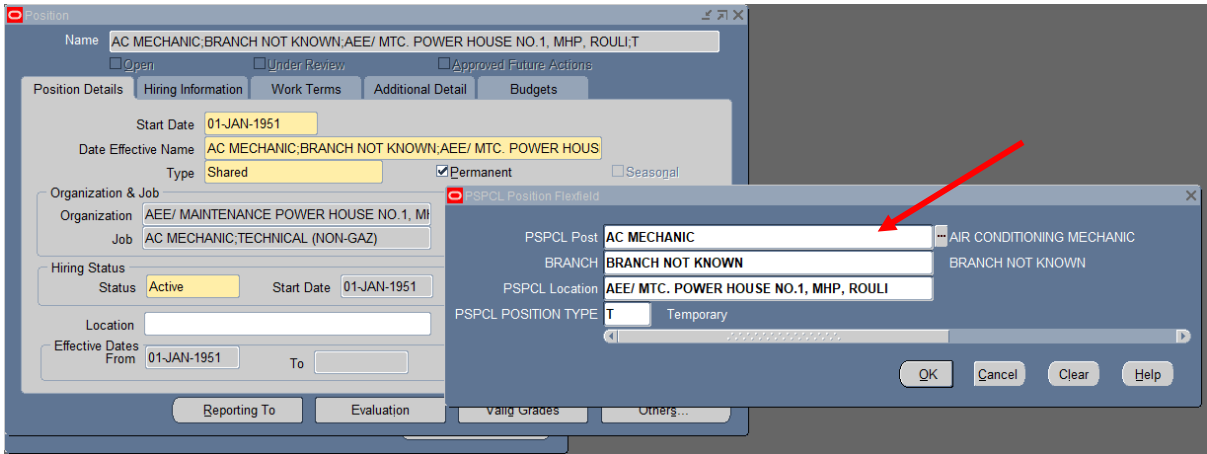 Position
Name AC MECHANIC;BRANCH NOT KNOWN;AEE/ MTC. POWER HOUSE NO.1, MHP, ROULI;T
Open Under Review Approved Future Actions
Position Details Hiring Information Work Terms Additional Detail Budgets
Start Date 01-JAN-1951
Date Effective Name AC MECHANIC;BRANCH NOT KNOWN;AEE/ MTC. POWER HOUS
Type Shared Permanent Seasonal
Organization & Job
Organization AEE/ MAINTENANCE POWER HOUSE NO.1,
Job AC MECHANIC;TECHNICAL (NON-GAZ)
Hiring Status
Status Active Start Date 01-JAN-1951
Location
Effective Dates
From 01-JAN-1951 To
Reporting To Evaluation Valid Grades Others...
PSPCL Position Flexfield
PSPCL Post AC MECHANIC ... AIR CONDITIONING MECHANIC
BRANCH BRANCH NOT KNOWN BRANCH NOT KNOWN
PSPCL Location AEE/ MTC. POWER HOUSE NO.1, MHP, ROULI
PSPCL POSITION TYPE T Temporary
OK Cancel Clear Help